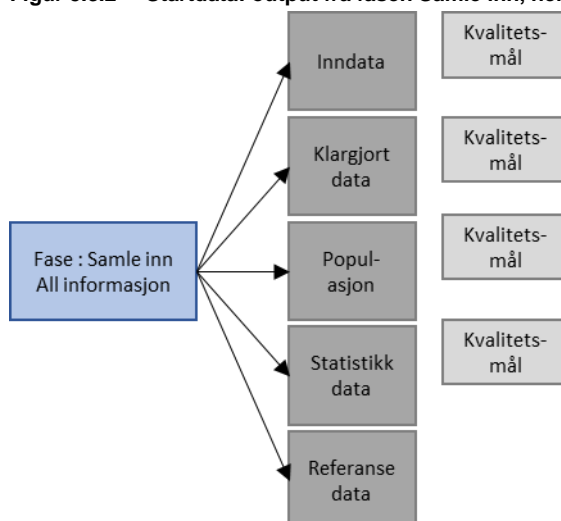 Inndata
Kvalitets-
mål
Klargjort
data
Kvalitets-
mål
Fase : Samle inn
All informasjon
Popul-
asjon
Kvalitets-
mål
Statistikk
data
Kvalitets-
mål
Referanse
data